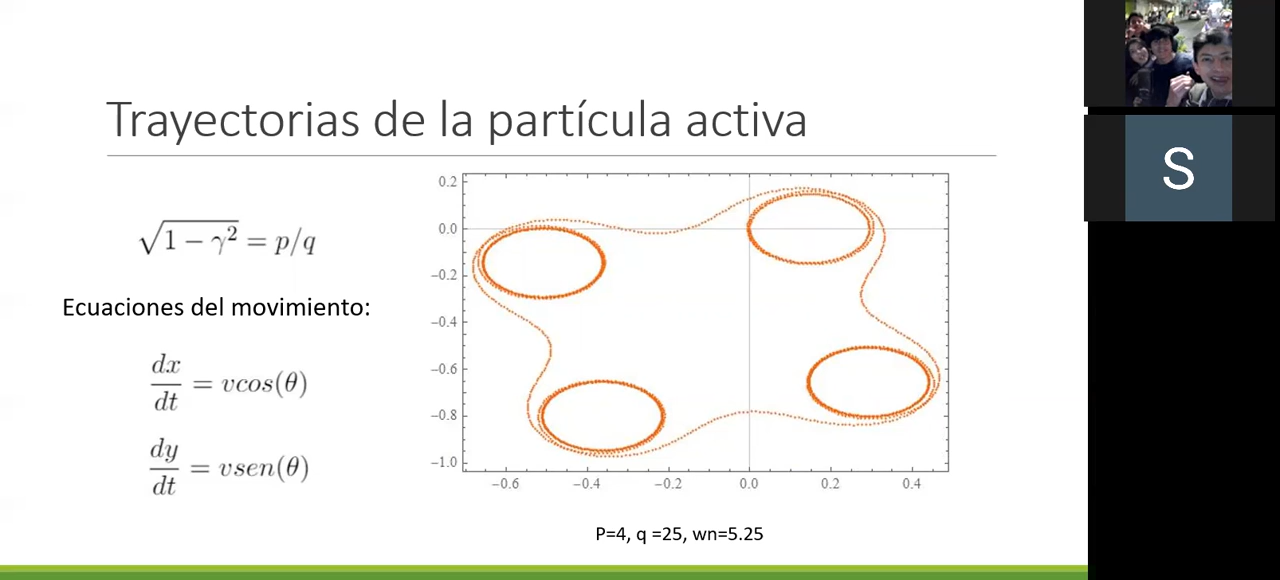 Trayectorias de la partícula activa
√1 − γ² = p/q
Ecuaciones del movimiento:
dx/dt = vcos(θ)
dy/dt = vsen(θ)
0.2
0.0
−0.2
−0.4
−0.6
−0.8
−1.0
−0.6 −0.4 −0.2 0.0 0.2 0.4
P=4, q =25, wn=5.25
S